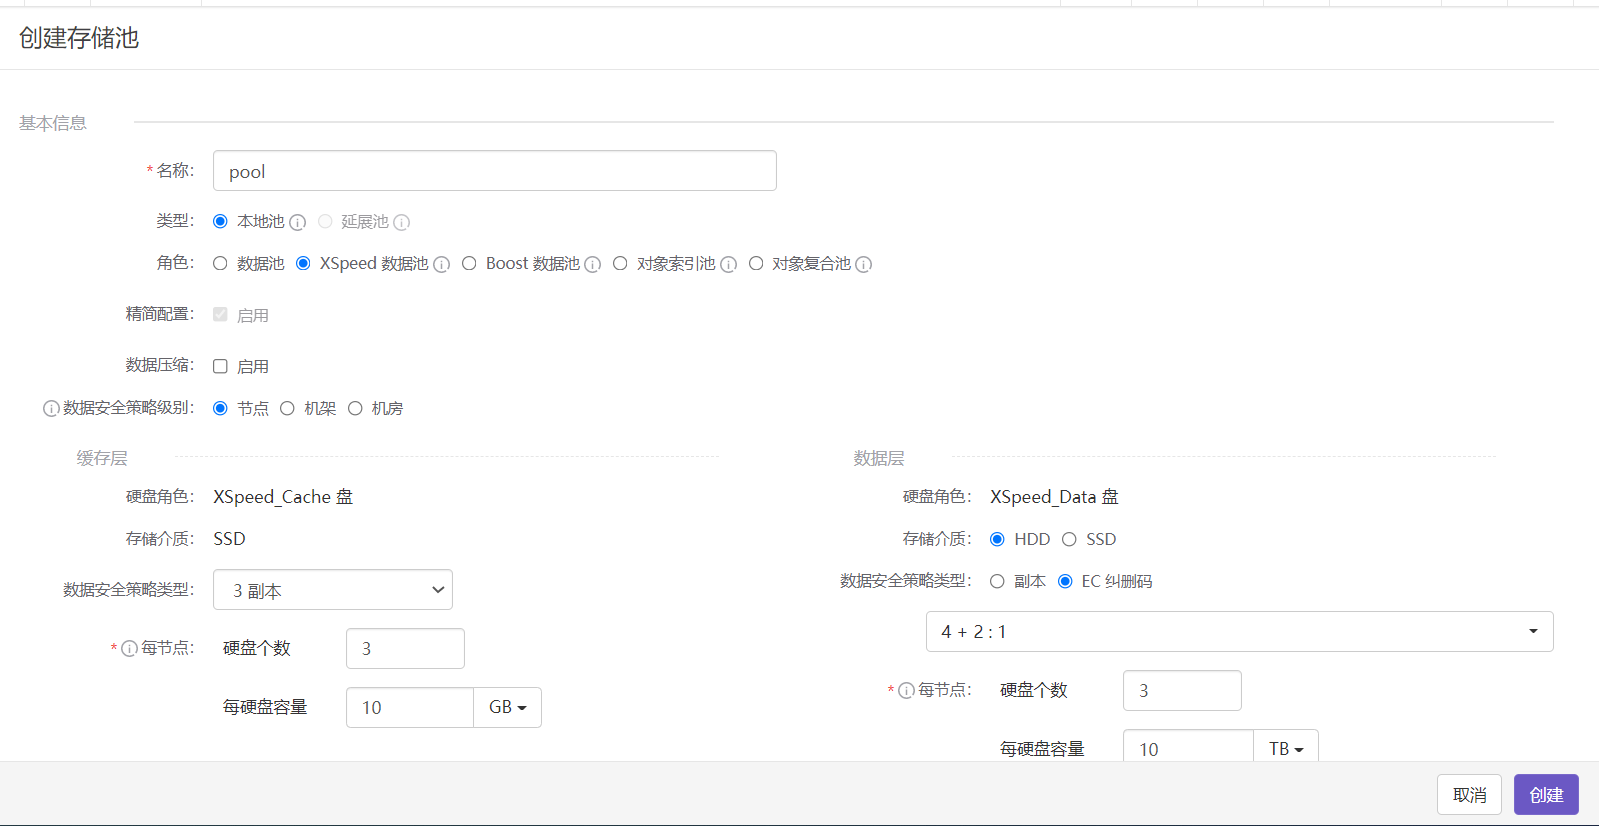 创建存储池
基本信息
* 名称: pool
类型: 本地池 延展池
角色: 数据池 XSpeed 数据池 Boost 数据池 对象索引池 对象复合池
精简配置: 启用
数据压缩: 启用
数据安全策略级别: 节点 机架 机房
缓存层
硬盘角色: XSpeed_Cache 盘
存储介质: SSD
数据安全策略类型: 3 副本
* 每节点: 硬盘个数 3
每硬盘容量 10 GB
数据层
硬盘角色: XSpeed_Data 盘
存储介质: HDD SSD
数据安全策略类型: 副本 EC 纠删码
4 + 2 : 1
* 每节点: 硬盘个数 3
每硬盘容量 10 TB
取消 创建